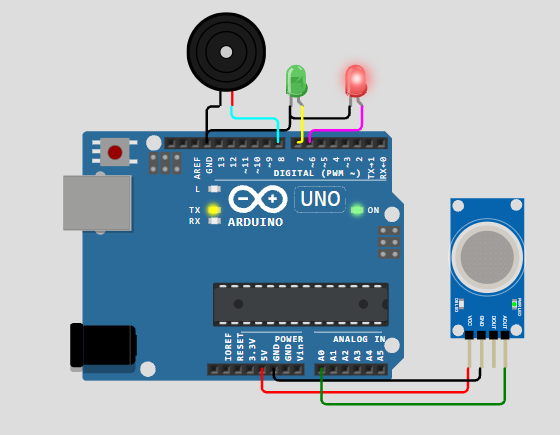 AREF
GND
13
12
~11
~10
~9
8
7
~6
~5
4
~3
2
TX→1
RX←0
DIGITAL (PWM ~)
L
TX
RX
UNO
ON
ARDUINO
IOREF
RESET
3.3V
5V
GND
GND
Vin
POWER
ANALOG IN
A0
A1
A2
A3
A4
A5
VCC
GND
DOUT
AOUT